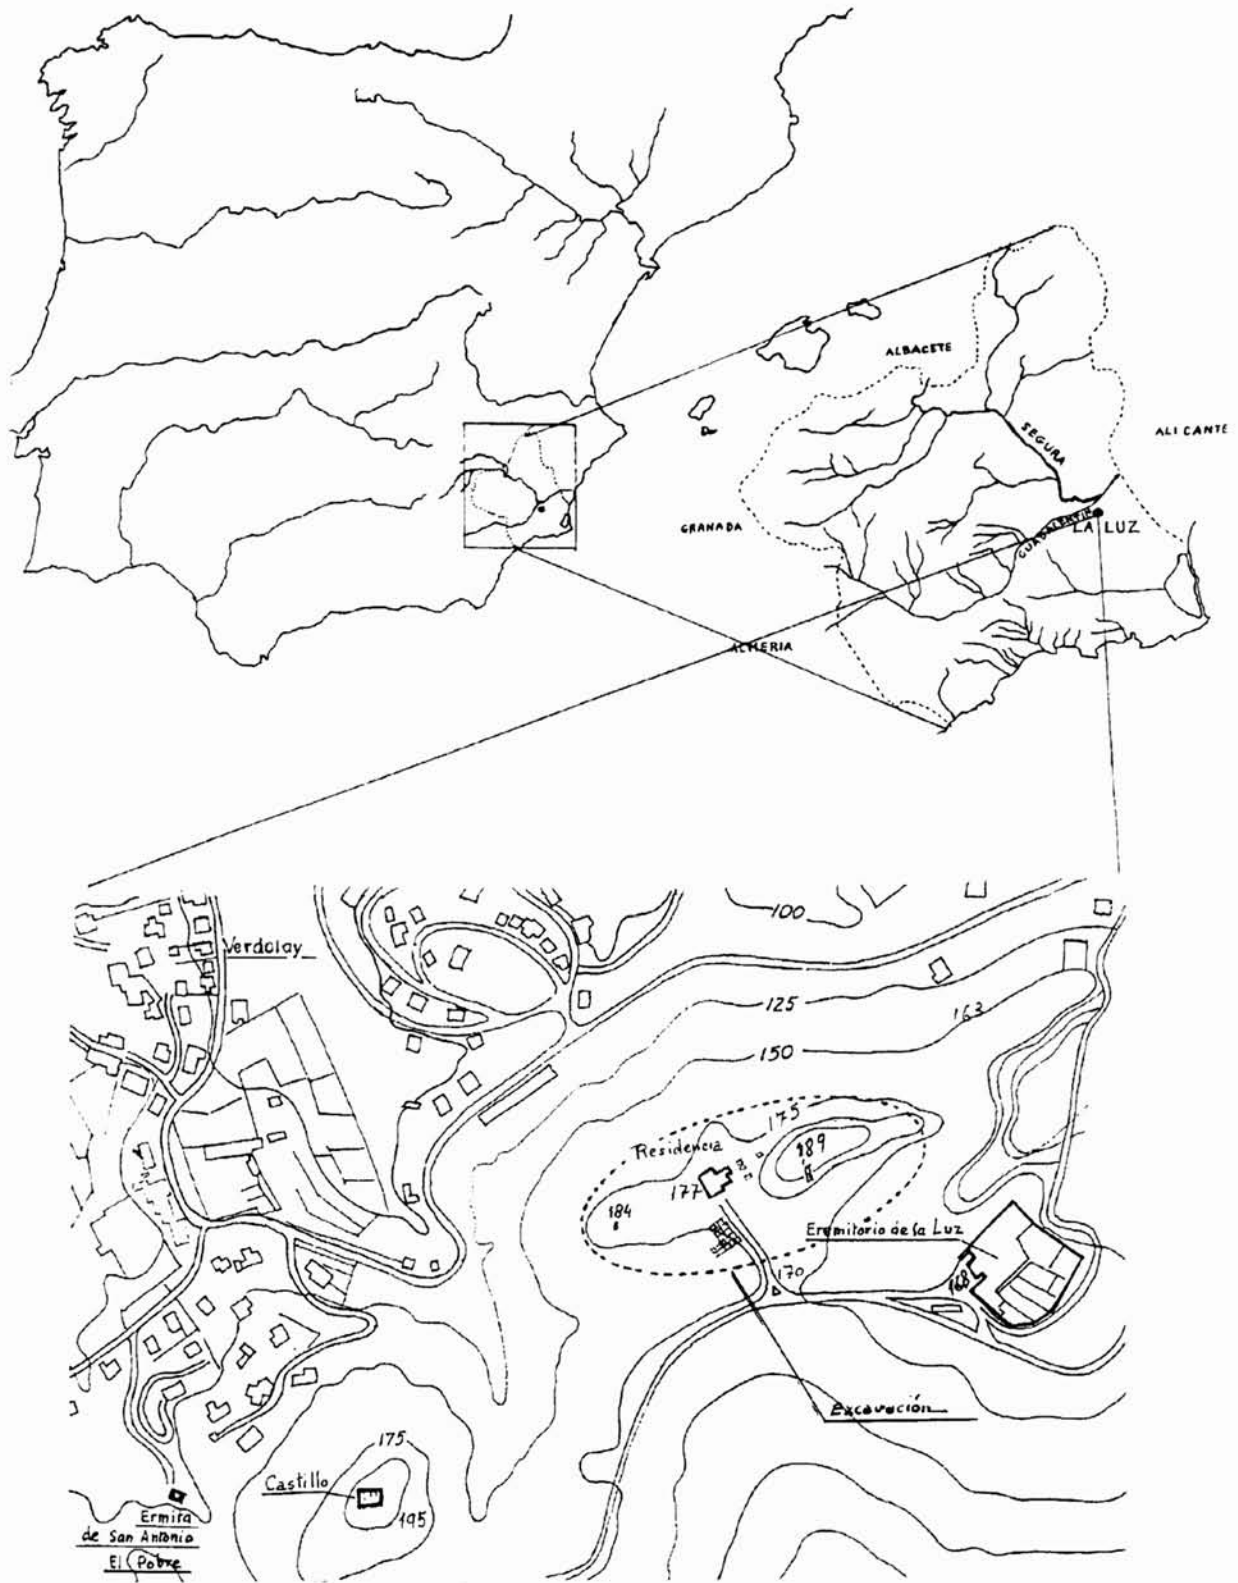 ALBACETE
ALICANTE
SEGURA
GRANADA
GUADALENTIN
LA LUZ
ALMERIA
100
Verdolay
125
163
150
175
Residencia
189
177
184
Eremitorio de la Luz
170
168
Excavación
175
Castillo
195
Ermita
de San Antonio
El Pobre